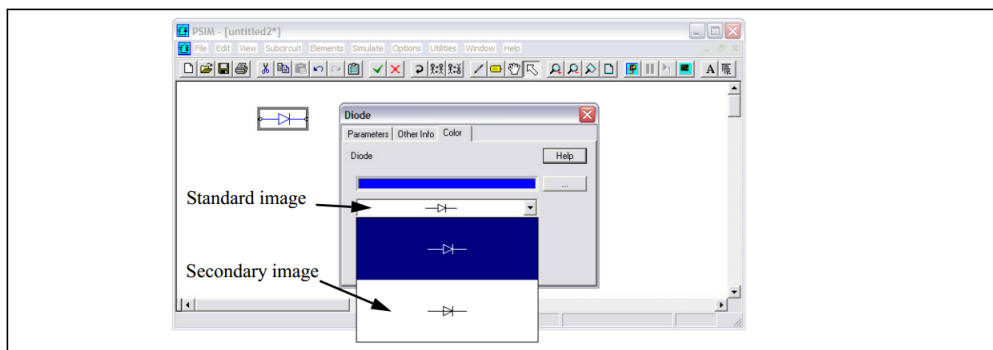 PSIM - [untitled2*]
File Edit View Subcircuit Elements Simulate Options Utilities Window Help
Diode
Parameters Other Info Color
Diode
Help
...
Standard image
Secondary image